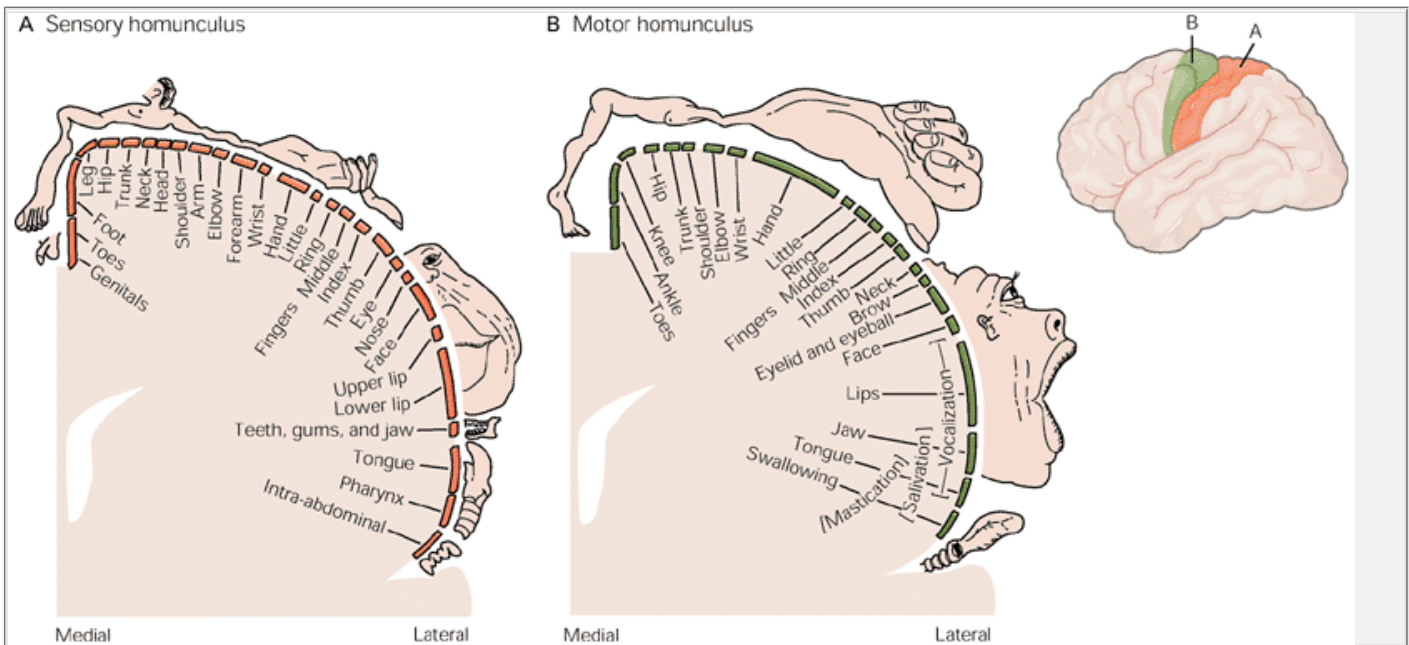 A Sensory homunculus
Leg
Hip
Trunk
Neck
Head
Shoulder
Arm
Elbow
Forearm
Wrist
Hand
Little
Ring
Middle
Index
Thumb
Fingers
Eye
Nose
Face
Upper lip
Lower lip
Teeth, gums, and jaw
Tongue
Pharynx
Intra-abdominal
Foot
Toes
Genitals
Medial
Lateral
B Motor homunculus
Toes
Ankle
Knee
Hip
Trunk
Shoulder
Elbow
Wrist
Hand
Little
Ring
Middle
Index
Thumb
Fingers
Neck
Brow
Eyelid and eyeball
Face
Lips
Jaw
Tongue
Swallowing
[Mastication]
[Salivation]
[Vocalization]
Medial
Lateral
B
A